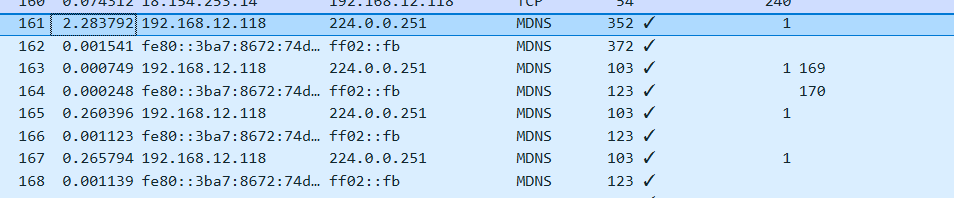 160 0.074312 18.154.253.14 192.168.12.118 TCP 54 240
161 2.283792 192.168.12.118 224.0.0.251 MDNS 352 ✓ 1
162 0.001541 fe80::3ba7:8672:74d… ff02::fb MDNS 372 ✓
163 0.000749 192.168.12.118 224.0.0.251 MDNS 103 ✓ 1 169
164 0.000248 fe80::3ba7:8672:74d… ff02::fb MDNS 123 ✓ 170
165 0.260396 192.168.12.118 224.0.0.251 MDNS 103 ✓ 1
166 0.001123 fe80::3ba7:8672:74d… ff02::fb MDNS 123 ✓
167 0.265794 192.168.12.118 224.0.0.251 MDNS 103 ✓ 1
168 0.001139 fe80::3ba7:8672:74d… ff02::fb MDNS 123 ✓